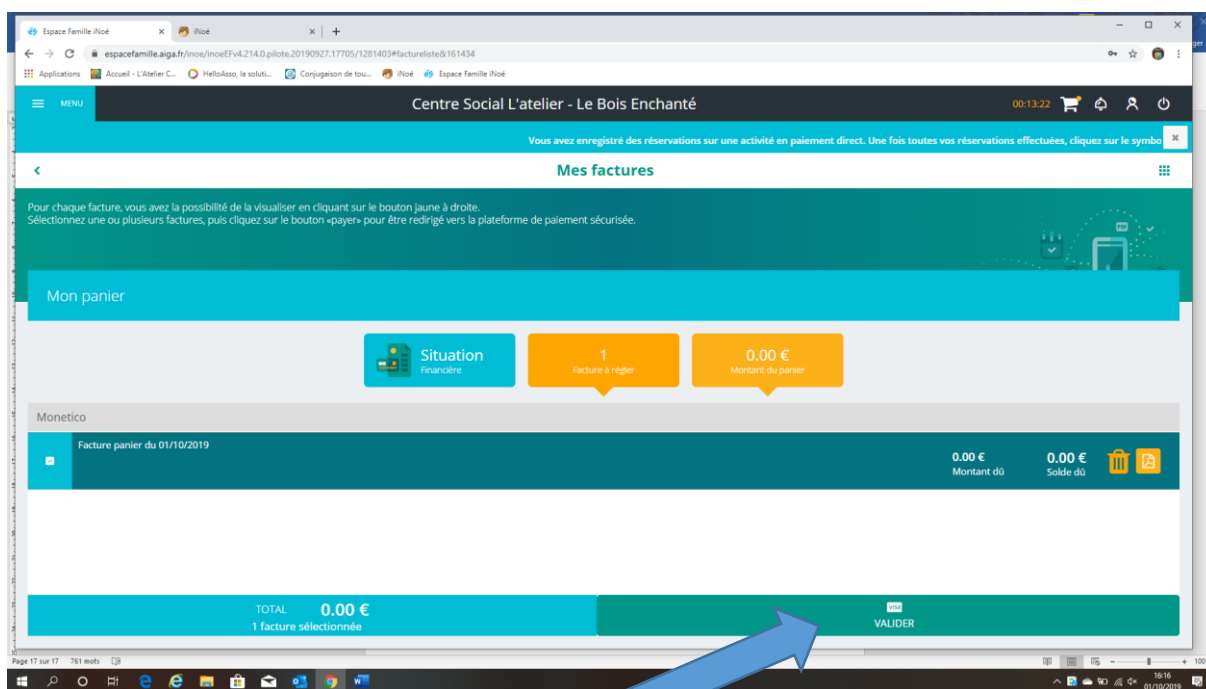 Espace Famille iNoé
iNoé
espacefamille.aiga.fr/inoe/inoeEFv4.214.0.pilote.20190927.17705/1281403#factureliste&161434
Applications
Accueil - L'Atelier C...
HelloAsso, la soluti...
Conjugaison de tou...
iNoé
Espace Famille iNoé
MENU
Centre Social L'atelier - Le Bois Enchanté
00:13:22
Vous avez enregistré des réservations sur une activité en paiement direct. Une fois toutes vos réservations effectuées, cliquez sur le symbo
Mes factures
Pour chaque facture, vous avez la possibilité de la visualiser en cliquant sur le bouton jaune à droite.
Sélectionnez une ou plusieurs factures, puis cliquez sur le bouton «payer» pour être redirigé vers la plateforme de paiement sécurisée.
Mon panier
Situation
Financière
1
Facture à régler
0.00 €
Montant du panier
Monetico
Facture panier du 01/10/2019
0.00 €
Montant dû
0.00 €
Solde dû
TOTAL 0.00 €
1 facture sélectionnée
VISA
VALIDER
Page 17 sur 17 761 mots
100
16:16
01/10/2019